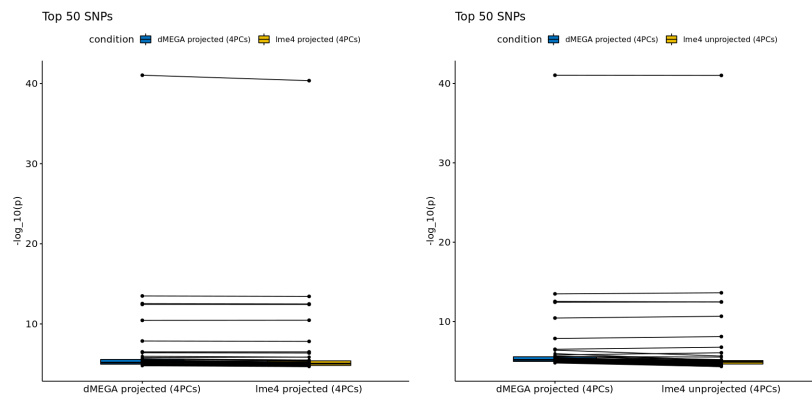 Top 50 SNPs
condition dMEGA projected (4PCs) lme4 projected (4PCs)
40
30
20
10
-log_10(p)
dMEGA projected (4PCs) lme4 projected (4PCs)
Top 50 SNPs
condition dMEGA projected (4PCs) lme4 unprojected (4PCs)
40
30
20
10
-log_10(p)
dMEGA projected (4PCs) lme4 unprojected (4PCs)